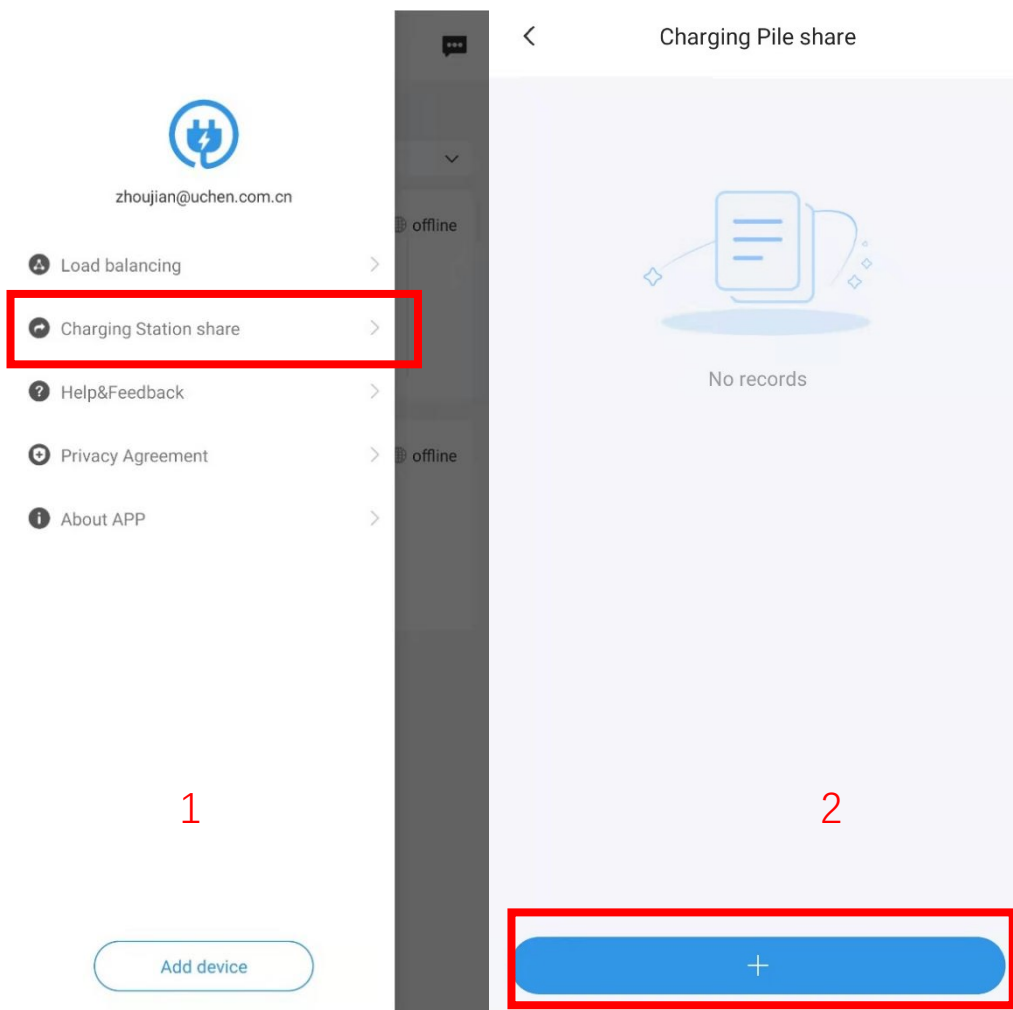 zhoujian@uchen.com.cn
Load balancing
Charging Station share
Help&Feedback
Privacy Agreement
About APP
1
Add device
offline
offline
Charging Pile share
No records
2
+